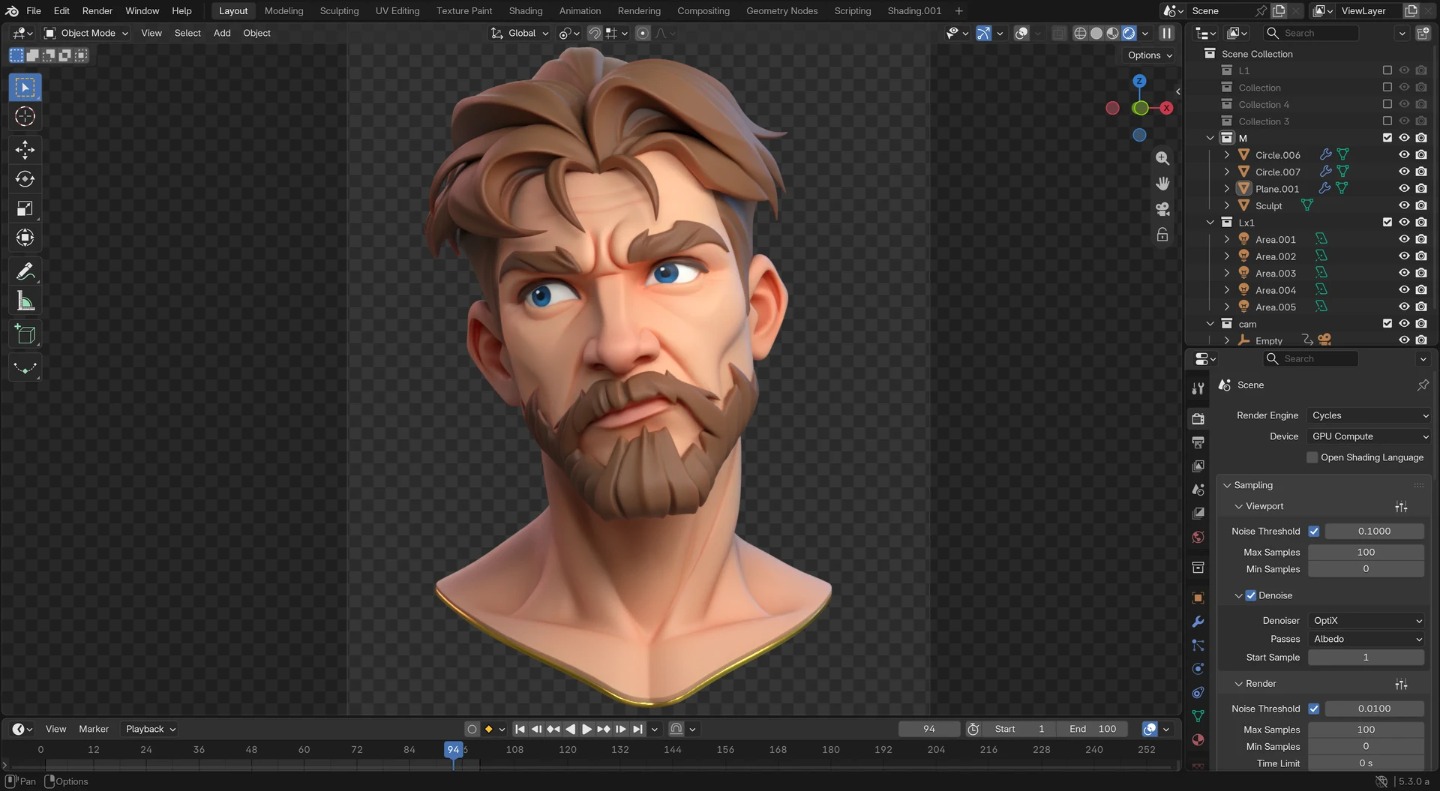 File Edit Render Window Help Layout Modeling Sculpting UV Editing Texture Paint Shading Animation Rendering Compositing Geometry Nodes Scripting Shading.001 + Scene ViewLayer
Object Mode View Select Add Object Global
Options
Z
X
Search
Scene Collection
L1
Collection
Collection 4
Collection 3
M
Circle.006
Circle.007
Plane.001
Sculpt
Lx1
Area.001
Area.002
Area.003
Area.004
Area.005
cam
Empty
Search
Scene
Render Engine Cycles
Device GPU Compute
Open Shading Language
Sampling
Viewport
Noise Threshold 0.1000
Max Samples 100
Min Samples 0
Denoise
Denoiser OptiX
Passes Albedo
Start Sample 1
Render
Noise Threshold 0.0100
Max Samples 100
Min Samples 0
Time Limit 0 s
View Marker Playback 94 Start 1 End 100
0 12 24 36 48 60 72 84 94 108 120 132 144 156 168 180 192 204 216 228 240 252
Pan Options 5.3.0 a